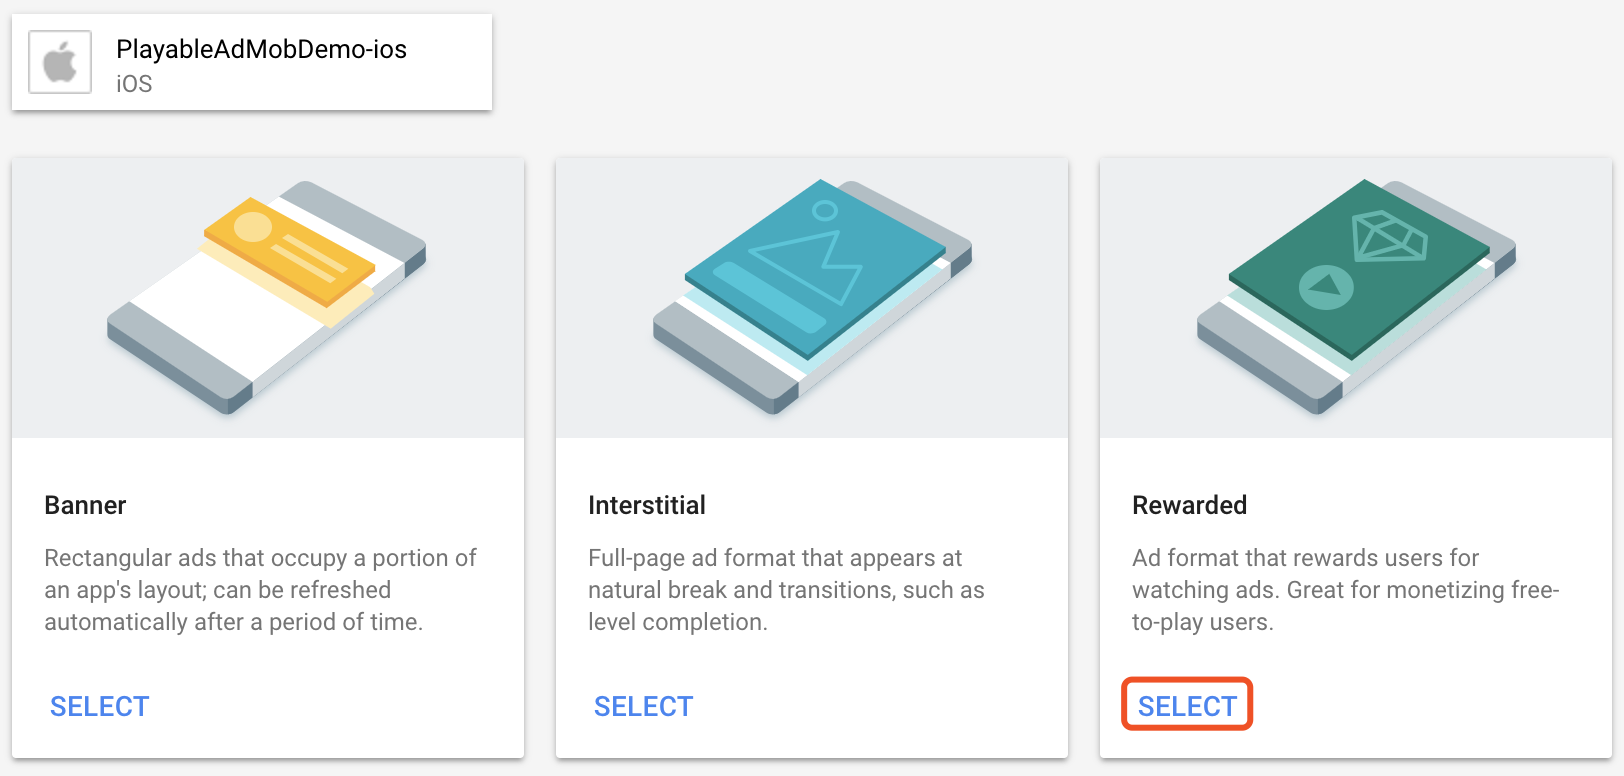 PlayableAdMobDemo-ios
iOS
Banner
Rectangular ads that occupy a portion of
an app's layout; can be refreshed
automatically after a period of time.
SELECT
Interstitial
Full-page ad format that appears at
natural break and transitions, such as
level completion.
SELECT
Rewarded
Ad format that rewards users for
watching ads. Great for monetizing free-
to-play users.
SELECT